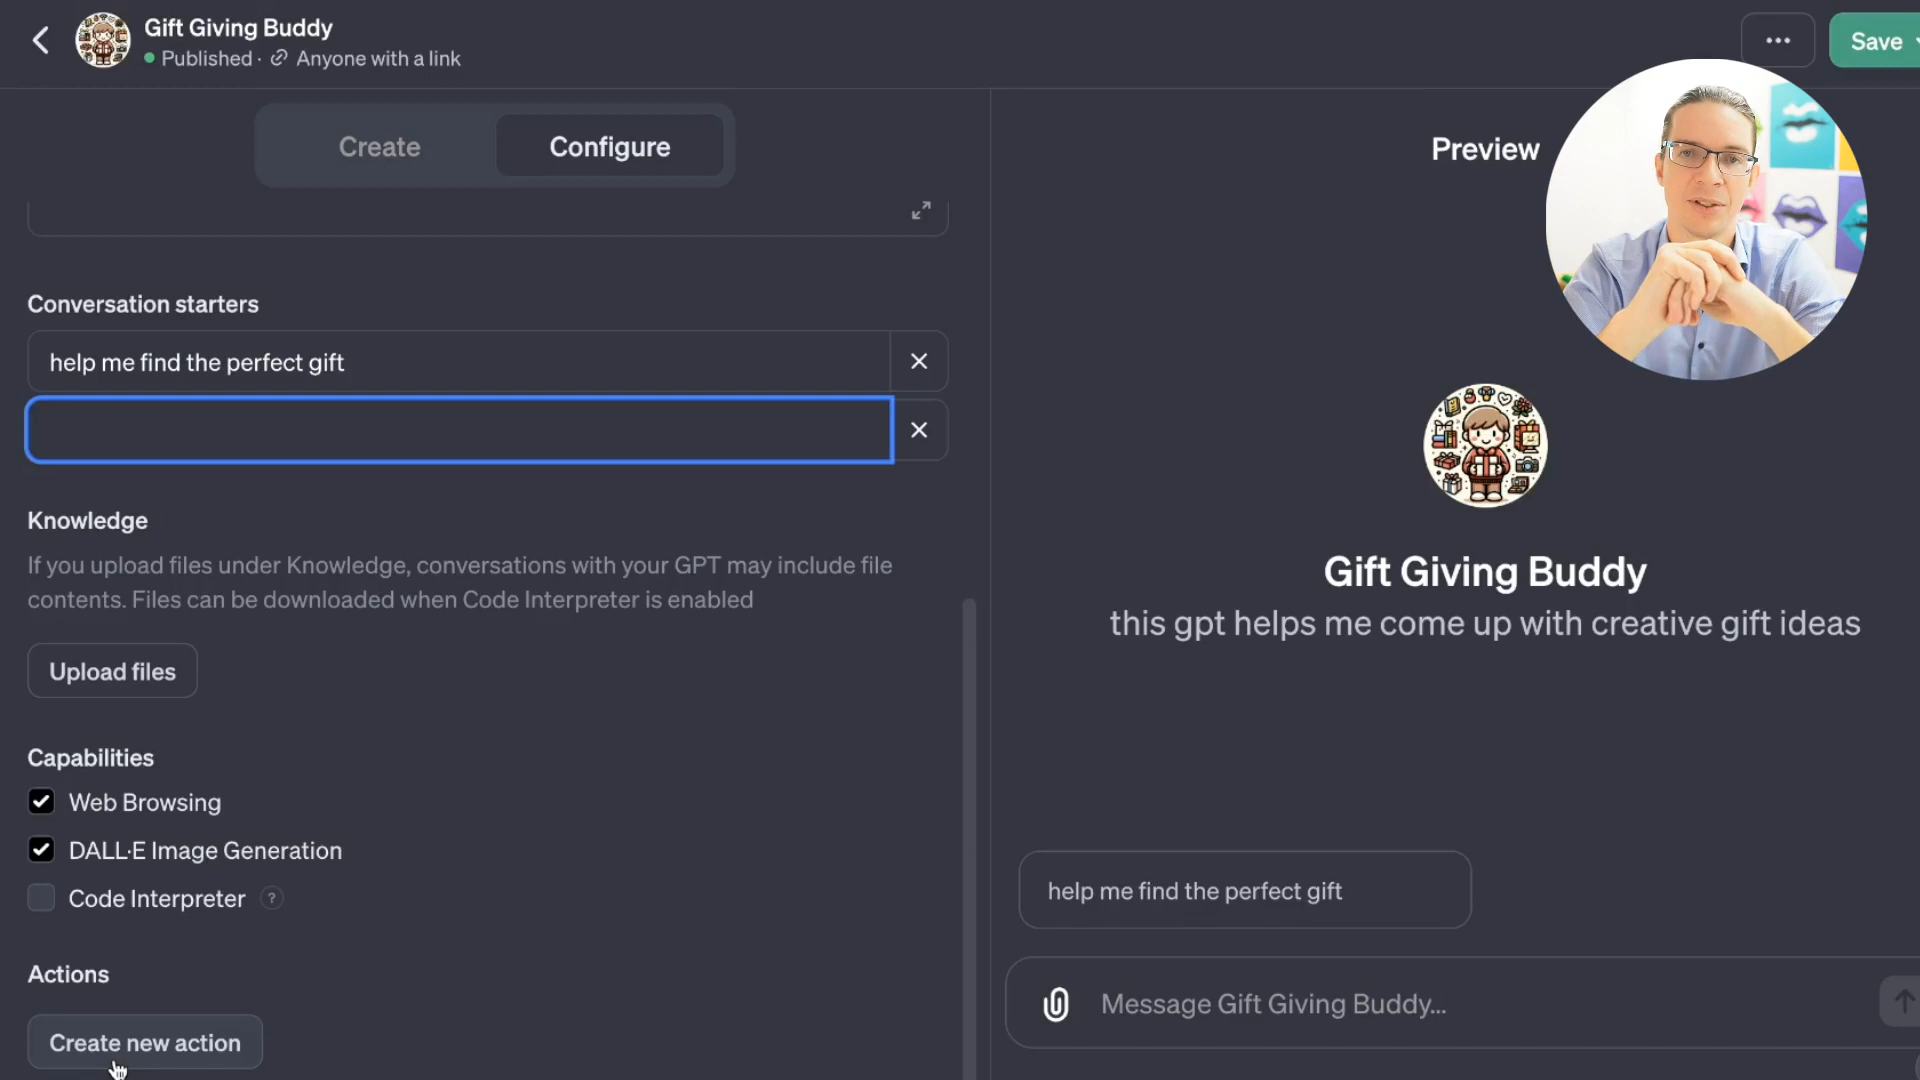 Gift Giving Buddy
Published · Anyone with a link
Save
Create
Configure
Preview
Conversation starters
help me find the perfect gift
Knowledge
If you upload files under Knowledge, conversations with your GPT may include file
contents. Files can be downloaded when Code Interpreter is enabled
Upload files
Capabilities
Web Browsing
DALL·E Image Generation
Code Interpreter ?
Actions
Create new action
Gift Giving Buddy
this gpt helps me come up with creative gift ideas
help me find the perfect gift
Message Gift Giving Buddy...